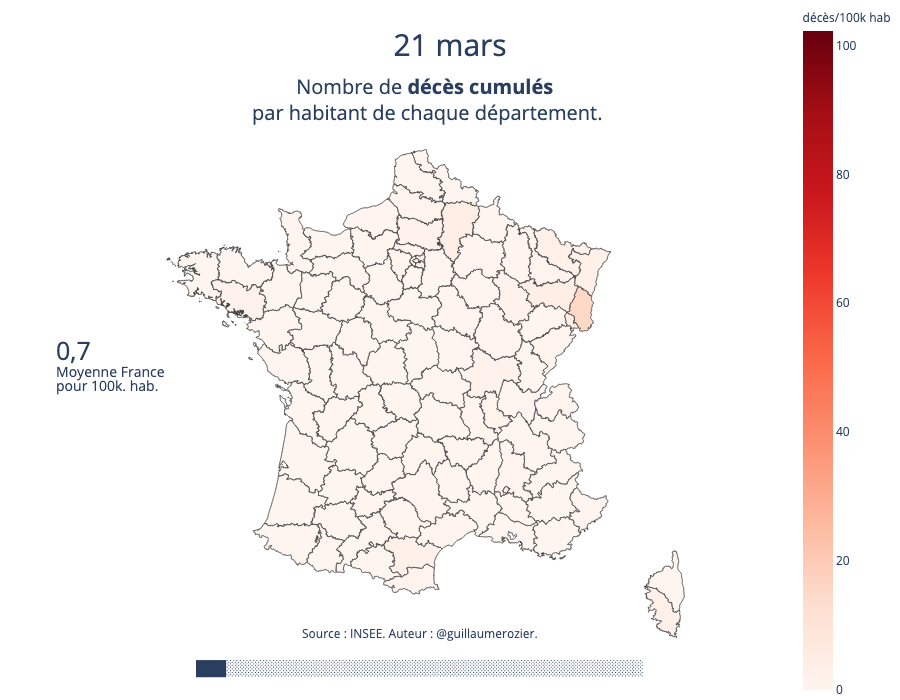 décès/100k hab
21 mars
Nombre de décès cumulés
par habitant de chaque département.
100
80
60
40
20
0
0,7
Moyenne France
pour 100k. hab.
Source : INSEE. Auteur : @guillaumerozier.